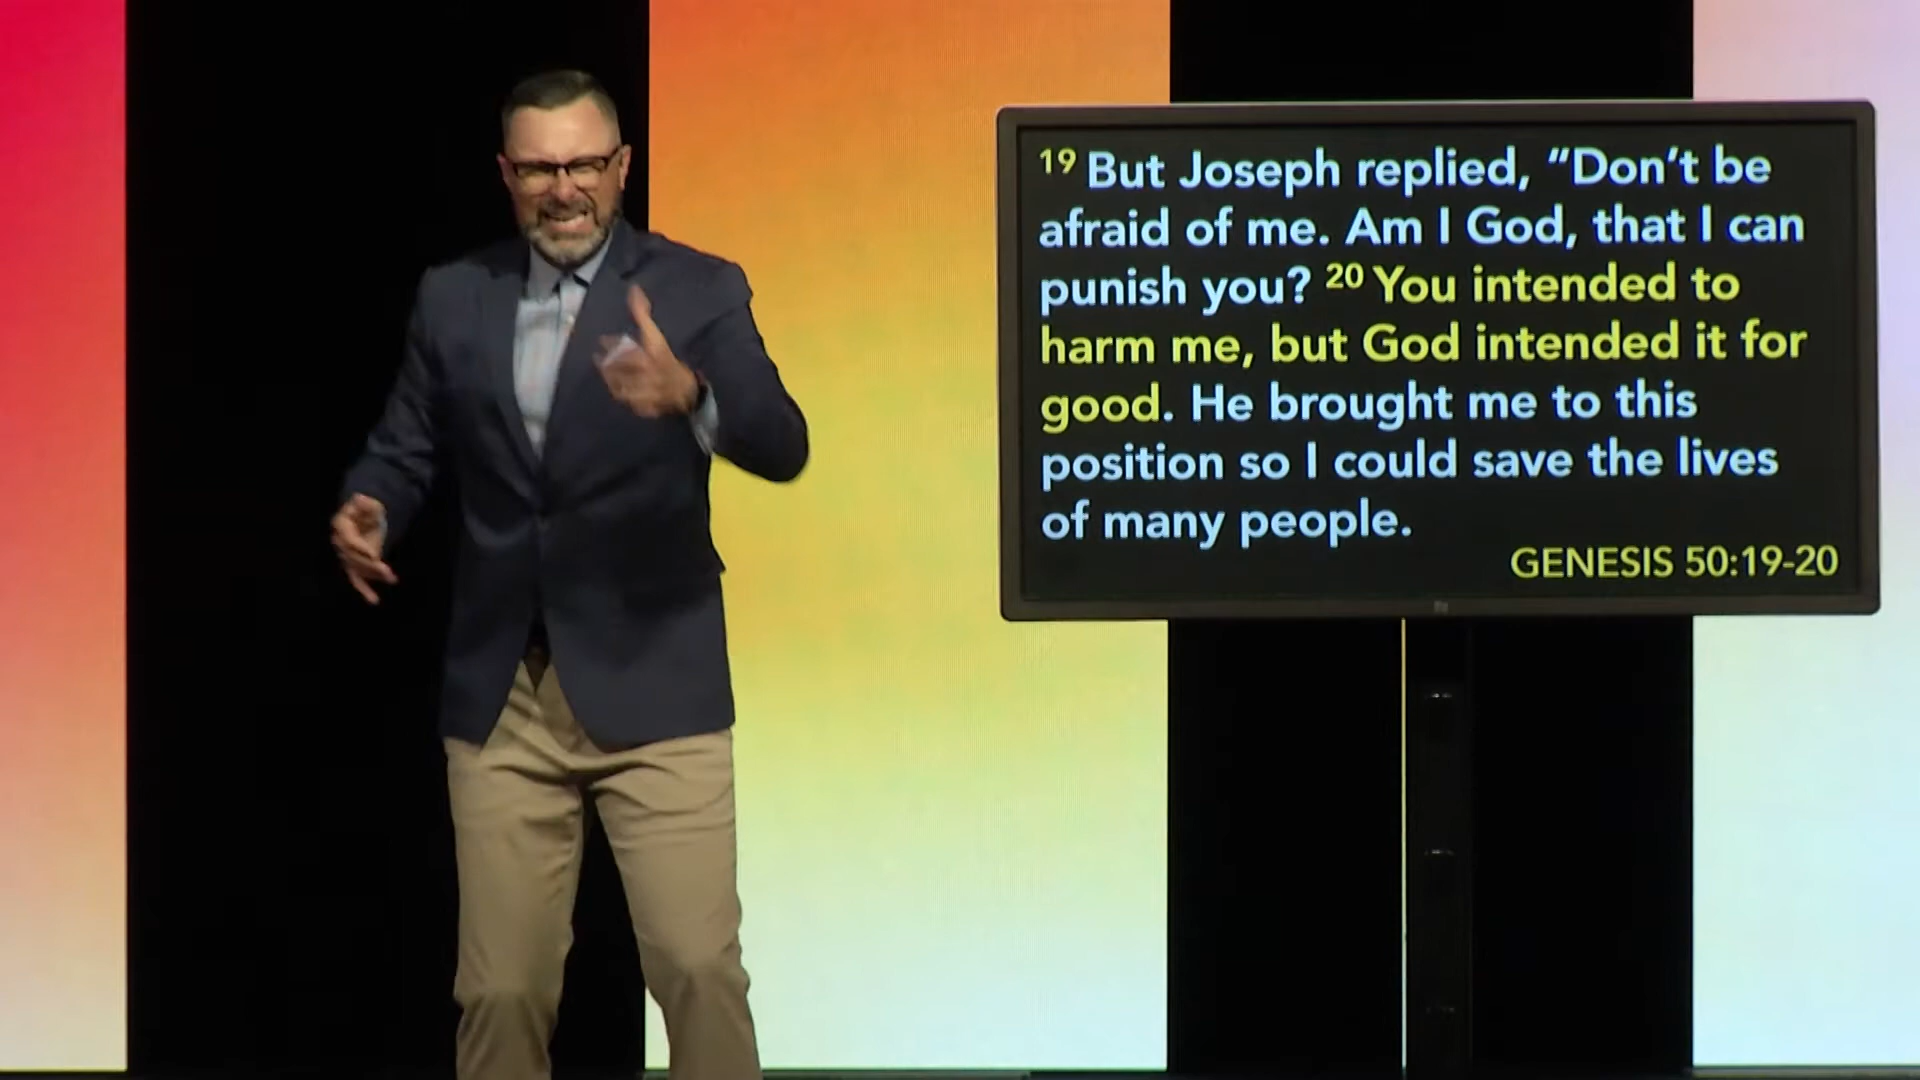 19 But Joseph replied, “Don’t be
afraid of me. Am I God, that I can
punish you? 20 You intended to
harm me, but God intended it for
good. He brought me to this
position so I could save the lives
of many people.
GENESIS 50:19-20